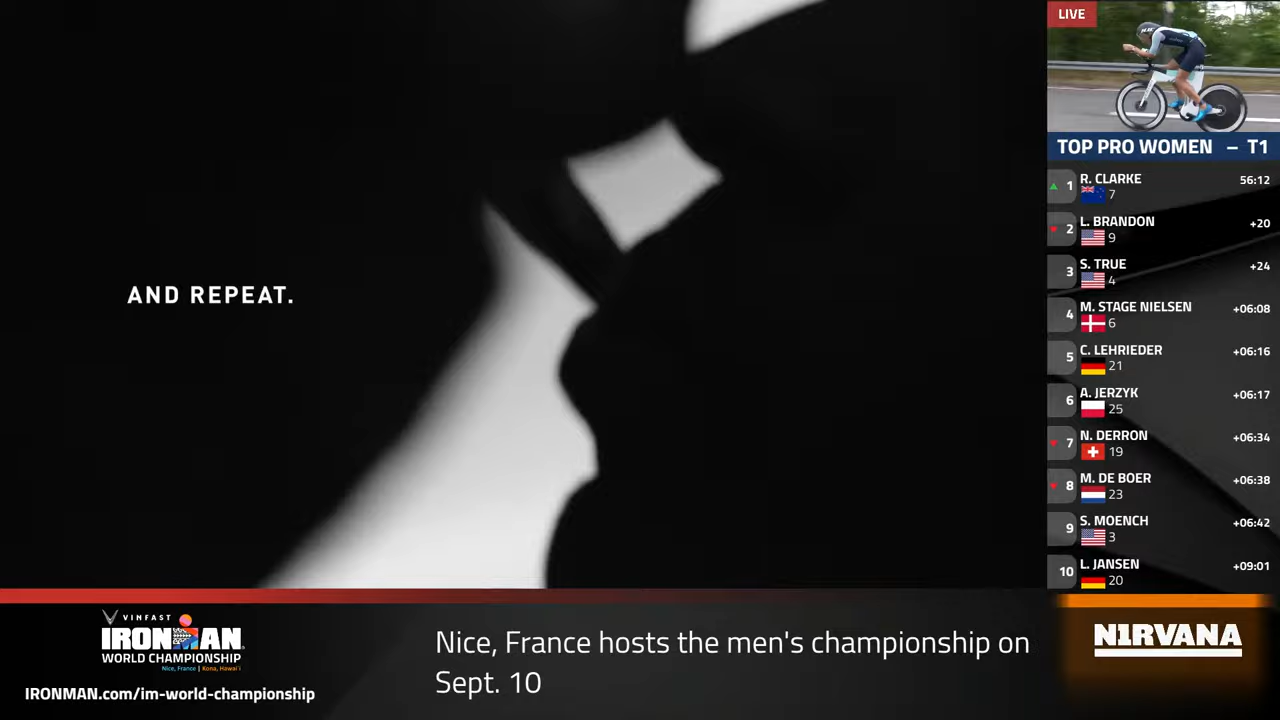 AND REPEAT.
LIVE
TOP PRO WOMEN – T1
1 R. CLARKE 56:12
7
2 L. BRANDON +20
9
3 S. TRUE +24
4
4 M. STAGE NIELSEN +06:08
6
5 C. LEHRIEDER +06:16
21
6 A. JERZYK +06:17
25
7 N. DERRON +06:34
19
8 M. DE BOER +06:38
23
9 S. MOENCH +06:42
3
10 L. JANSEN +09:01
20
VINFAST
IRONMAN
WORLD CHAMPIONSHIP
Nice, France | Kona, Hawai'i
IRONMAN.com/im-world-championship
Nice, France hosts the men's championship on
Sept. 10
N1RVANA